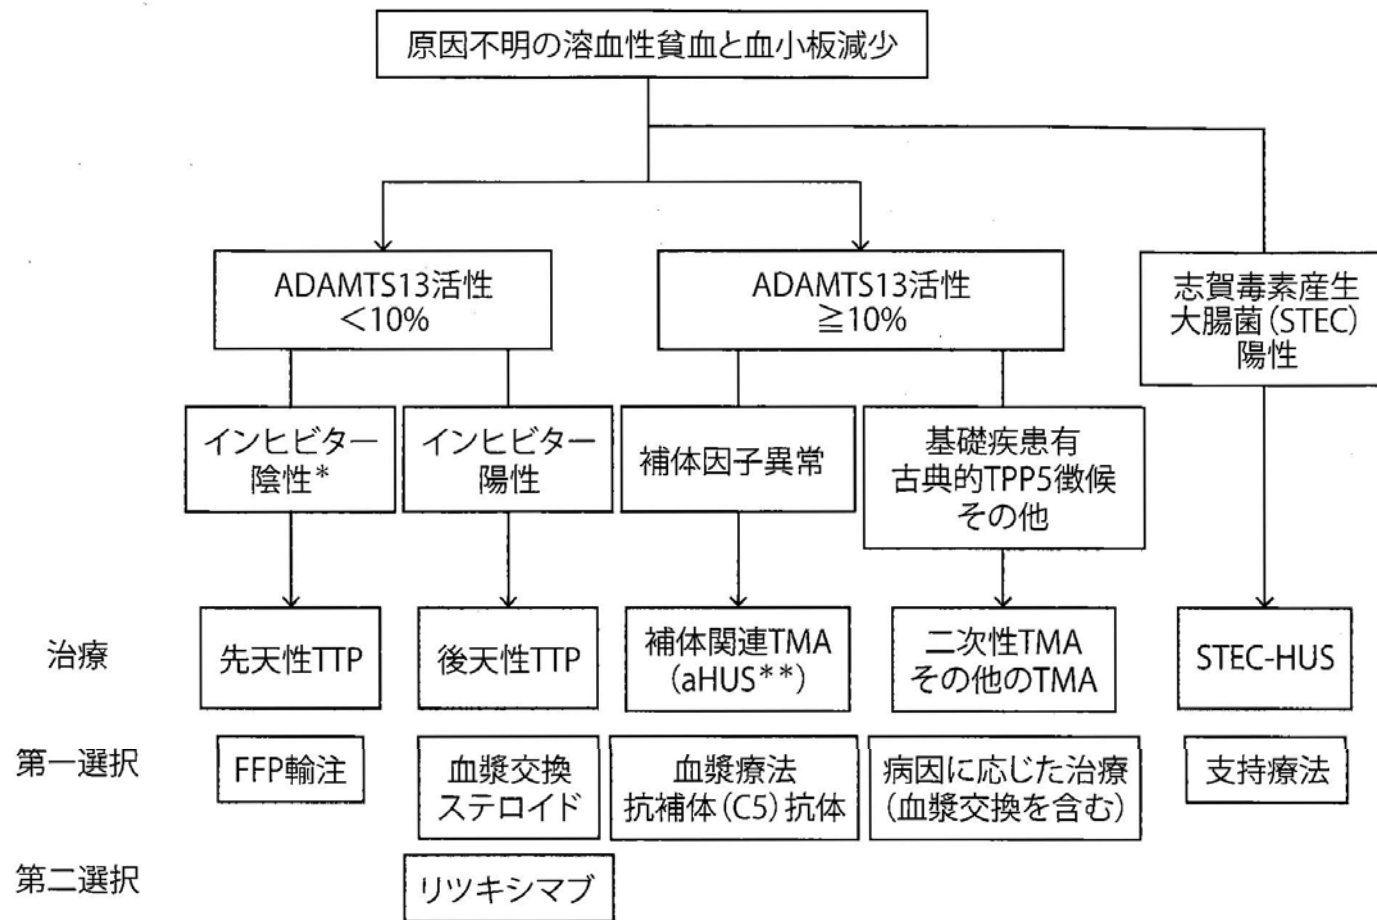 原因不明の溶血性貧血と血小板減少
ADAMTS13活性
<10%
ADAMTS13活性
≧10%
志賀毒素産生
大腸菌(STEC)
陽性
インヒビター
陰性*
インヒビター
陽性
補体因子異常
基礎疾患有
古典的TPP5徴候
その他
治療
先天性TTP
後天性TTP
補体関連TMA
(aHUS**)
二次性TMA
その他のTMA
STEC-HUS
第一選択
FFP輸注
血漿交換
ステロイド
血漿療法
抗補体(C5)抗体
病因に応じた治療
(血漿交換を含む)
支持療法
第二選択
リツキシマブ